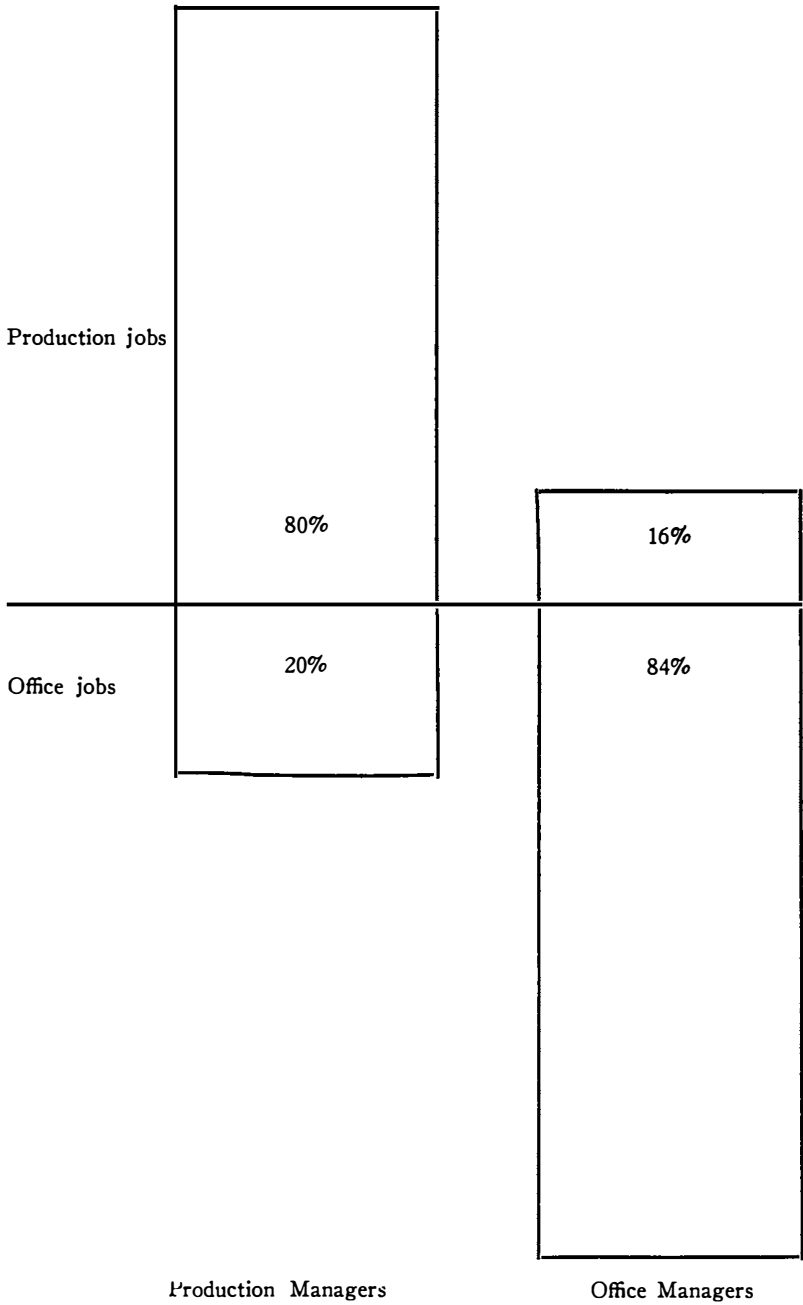 Production jobs
80%
16%
Office jobs
20%
84%
Production Managers
Office Managers